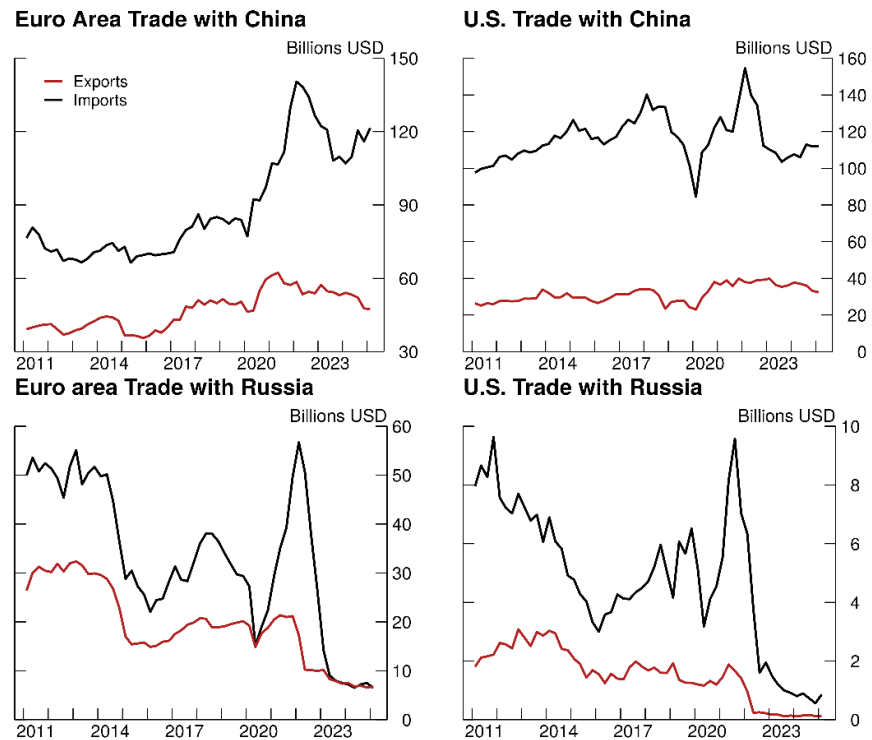 Euro Area Trade with China
Billions USD
150
120
90
60
30
Exports
Imports
2011 2014 2017 2020 2023
U.S. Trade with China
Billions USD
160
140
120
100
80
60
40
20
0
2011 2014 2017 2020 2023
Euro area Trade with Russia
Billions USD
60
50
40
30
20
10
0
2011 2014 2017 2020 2023
U.S. Trade with Russia
Billions USD
10
8
6
4
2
0
2011 2014 2017 2020 2023